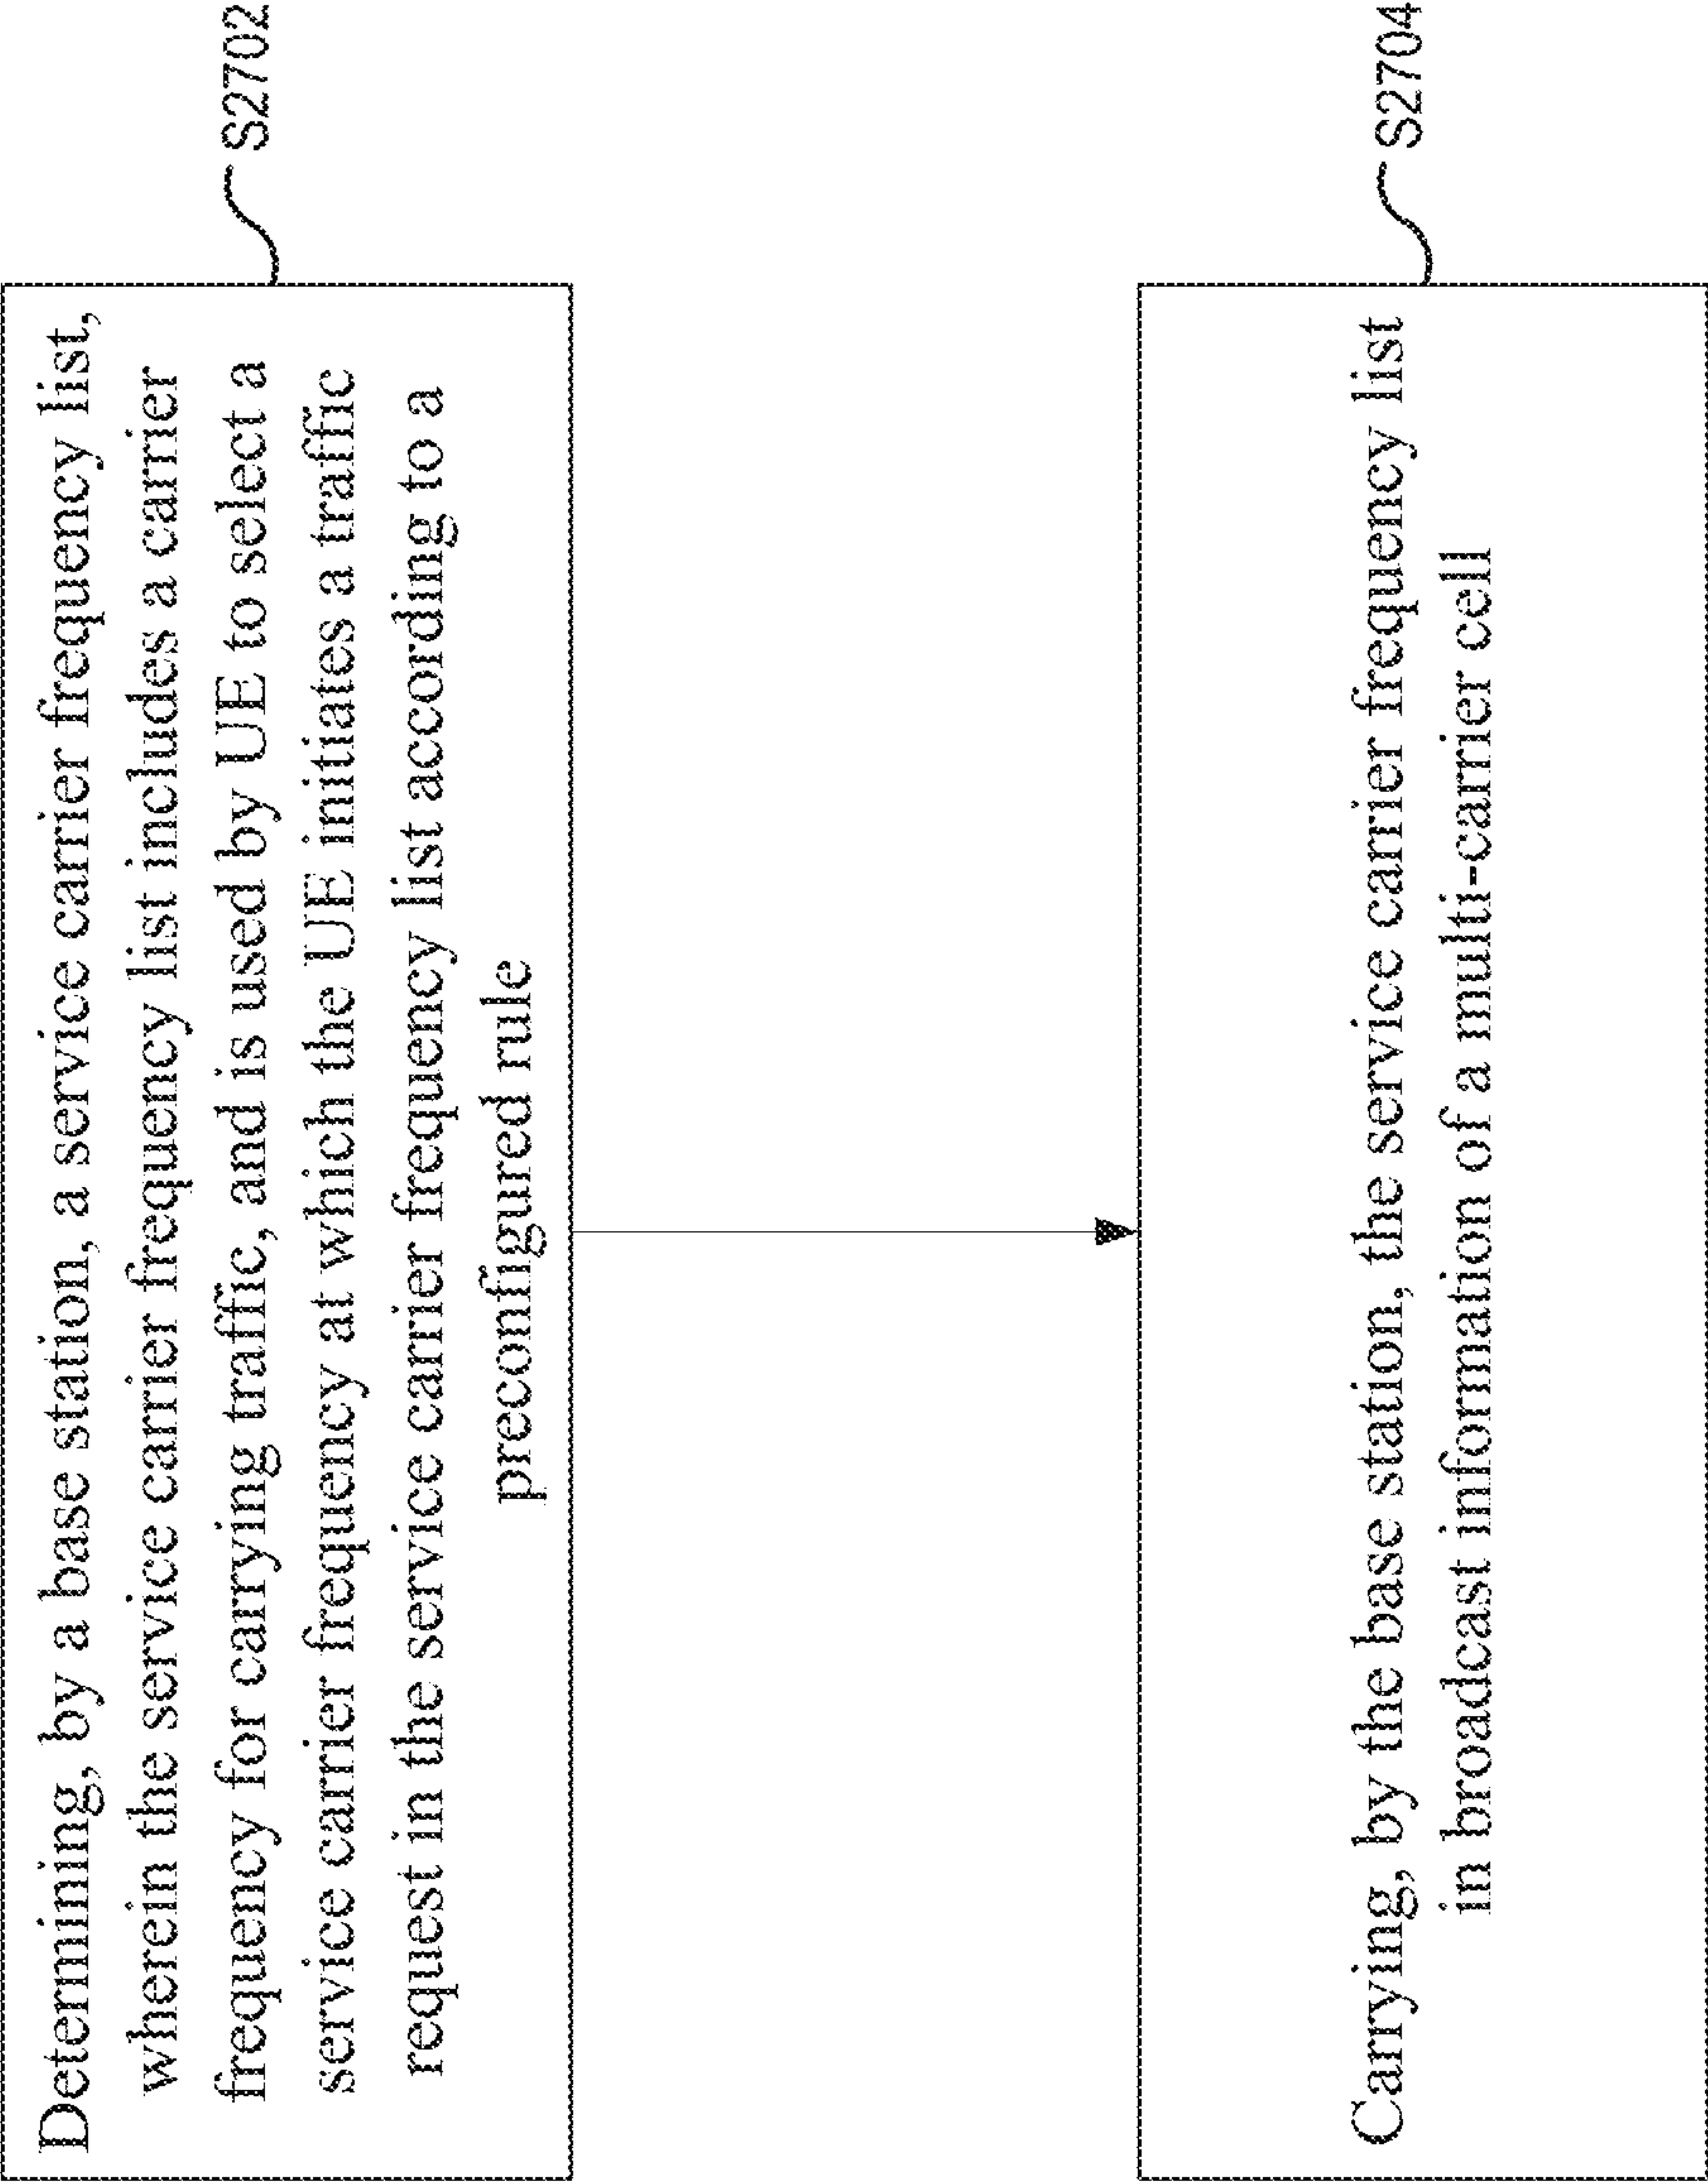 Determining, by a base station, a service carrier frequency list,
wherein the service carrier frequency list includes a carrier
frequency for carrying traffic, and is used by UE to select a
service carrier frequency at which the UE initiates a traffic
request in the service carrier frequency list according to a
preconfigured rule
S2702
Carrying, by the base station, the service carrier frequency list
in broadcast information of a multi-carrier cell
S2704